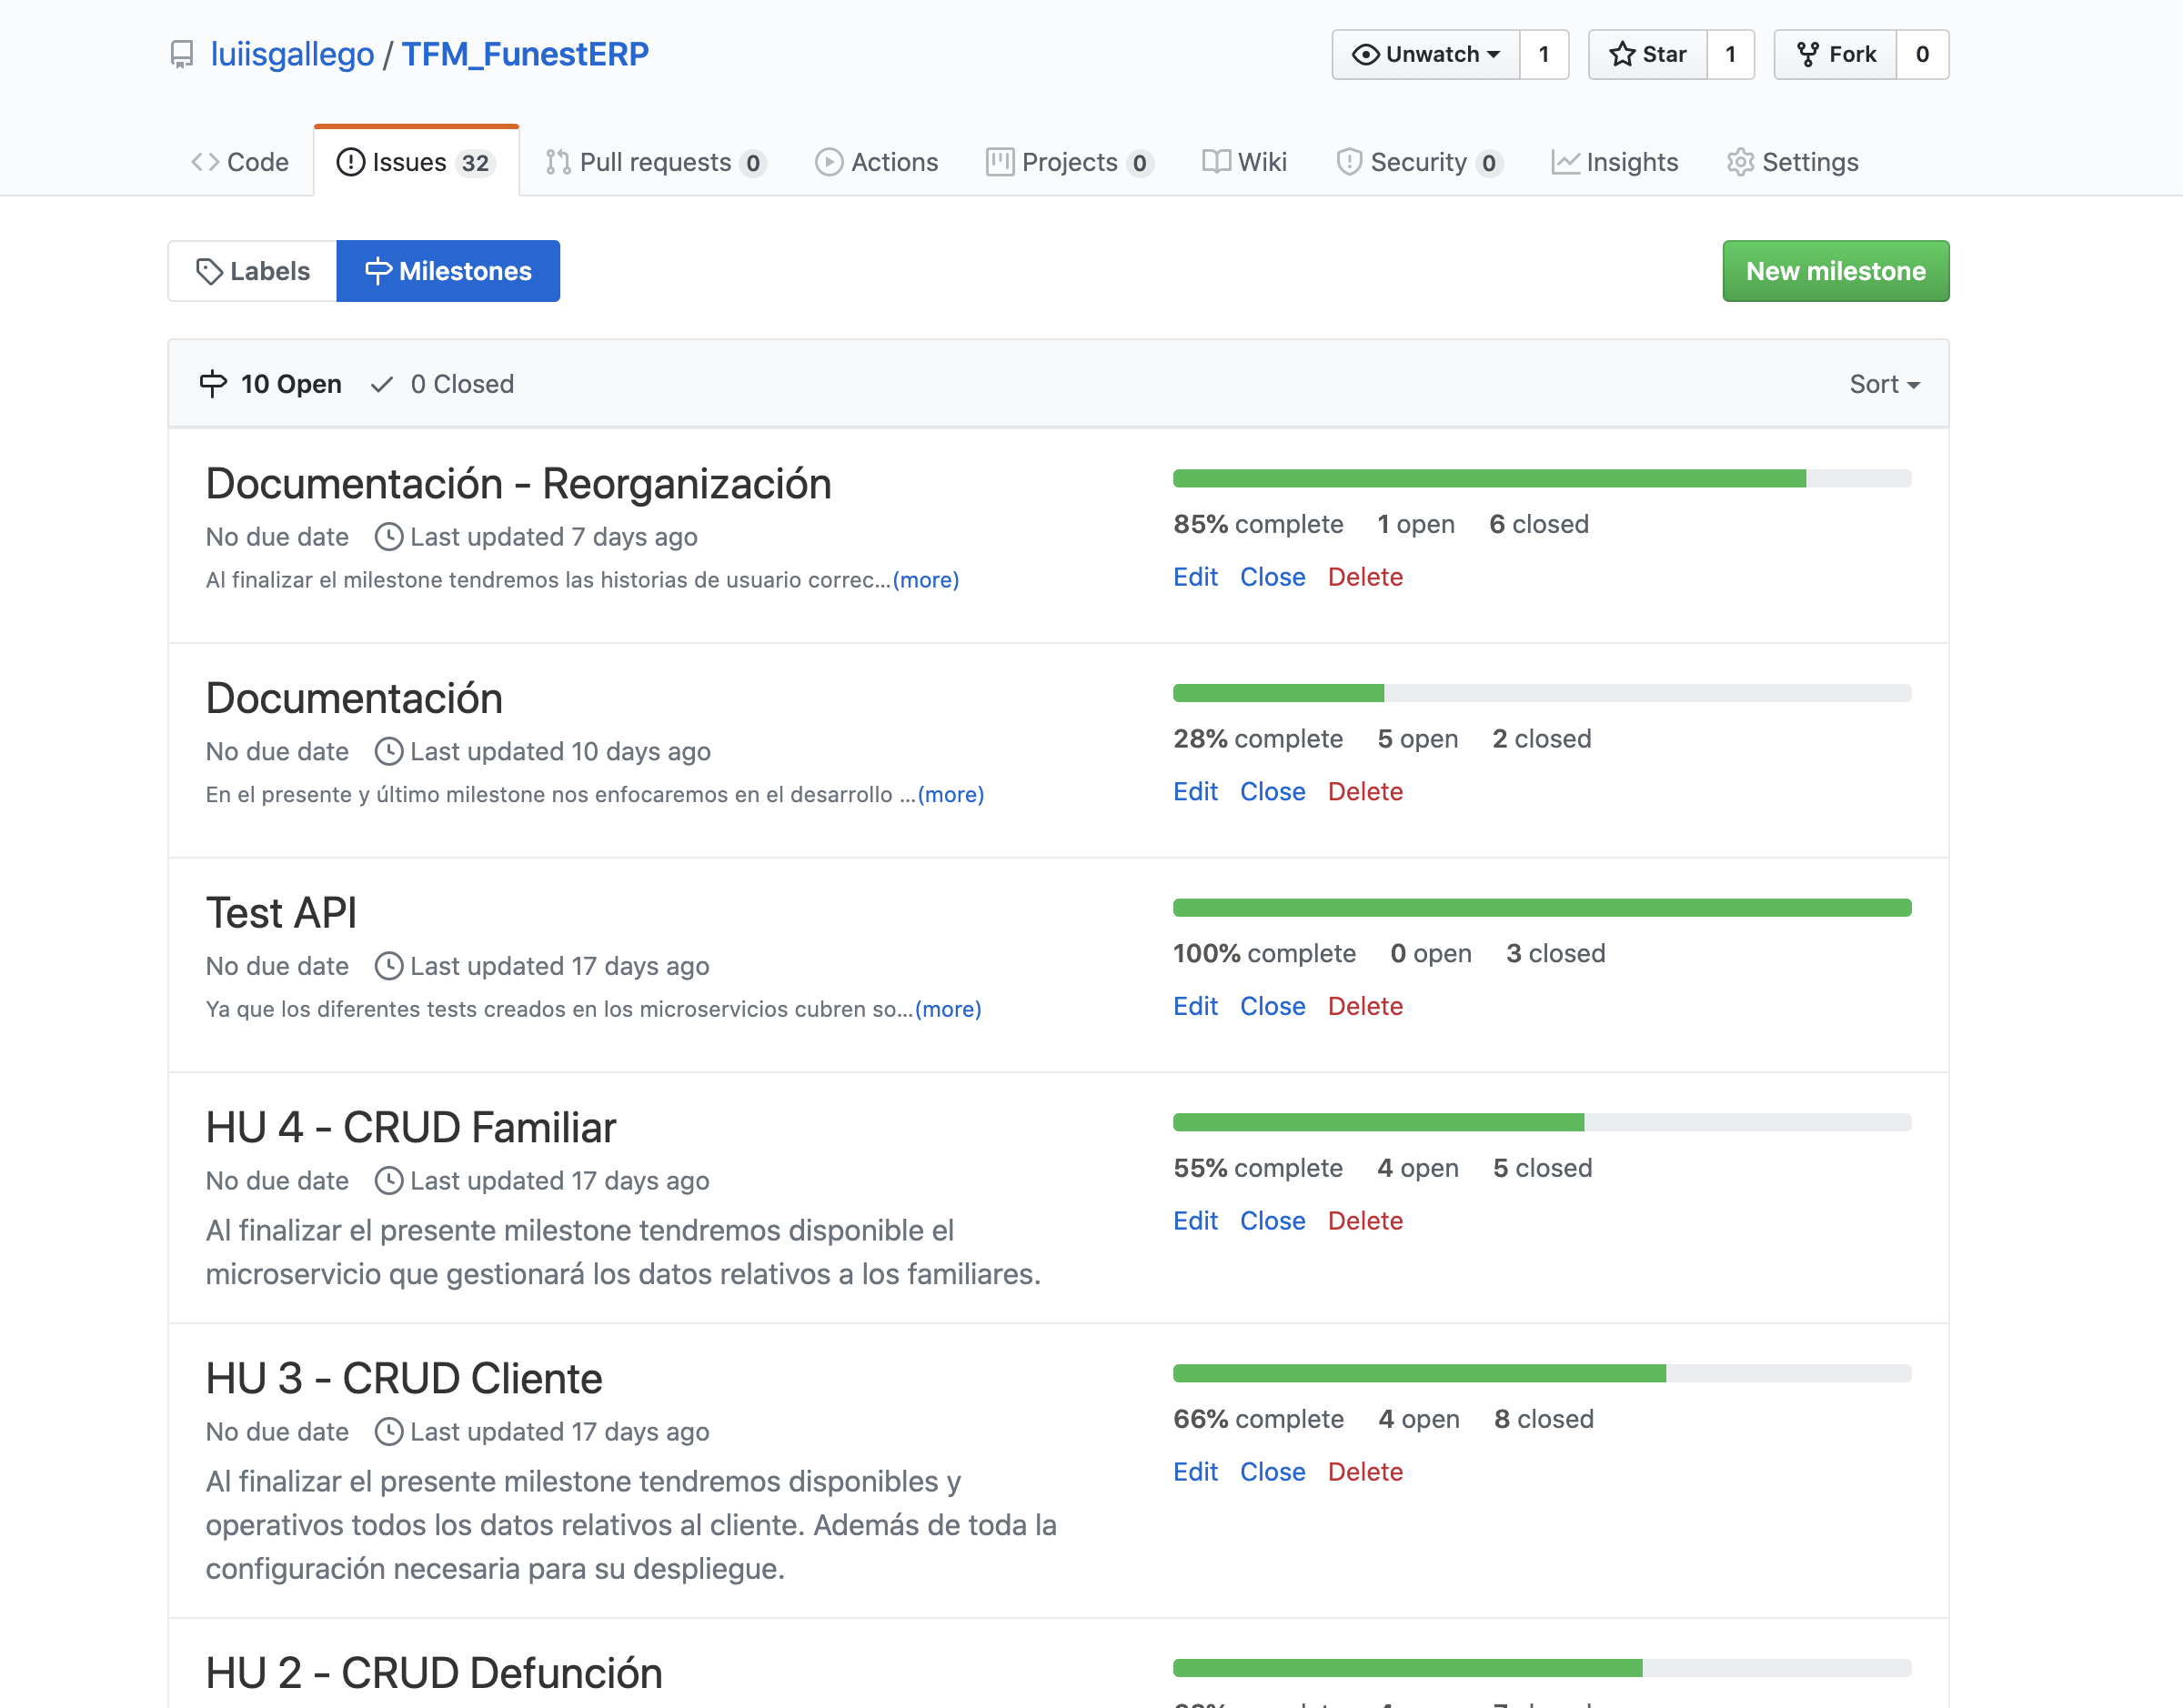 luiisgallego / TFM_FunestERP
Unwatch 1 Star 1 Fork 0
Code Issues 32 Pull requests 0 Actions Projects 0 Wiki Security 0 Insights Settings
Labels Milestones New milestone
10 Open 0 Closed Sort
Documentación - Reorganización
No due date Last updated 7 days ago
Al finalizar el milestone tendremos las historias de usuario correc...(more)
85% complete 1 open 6 closed
Edit Close Delete
Documentación
No due date Last updated 10 days ago
En el presente y último milestone nos enfocaremos en el desarrollo ...(more)
28% complete 5 open 2 closed
Edit Close Delete
Test API
No due date Last updated 17 days ago
Ya que los diferentes tests creados en los microservicios cubren so...(more)
100% complete 0 open 3 closed
Edit Close Delete
HU 4 - CRUD Familiar
No due date Last updated 17 days ago
Al finalizar el presente milestone tendremos disponible el
microservicio que gestionará los datos relativos a los familiares.
55% complete 4 open 5 closed
Edit Close Delete
HU 3 - CRUD Cliente
No due date Last updated 17 days ago
Al finalizar el presente milestone tendremos disponibles y
operativos todos los datos relativos al cliente. Además de toda la
configuración necesaria para su despliegue.
66% complete 4 open 8 closed
Edit Close Delete
HU 2 - CRUD Defunción